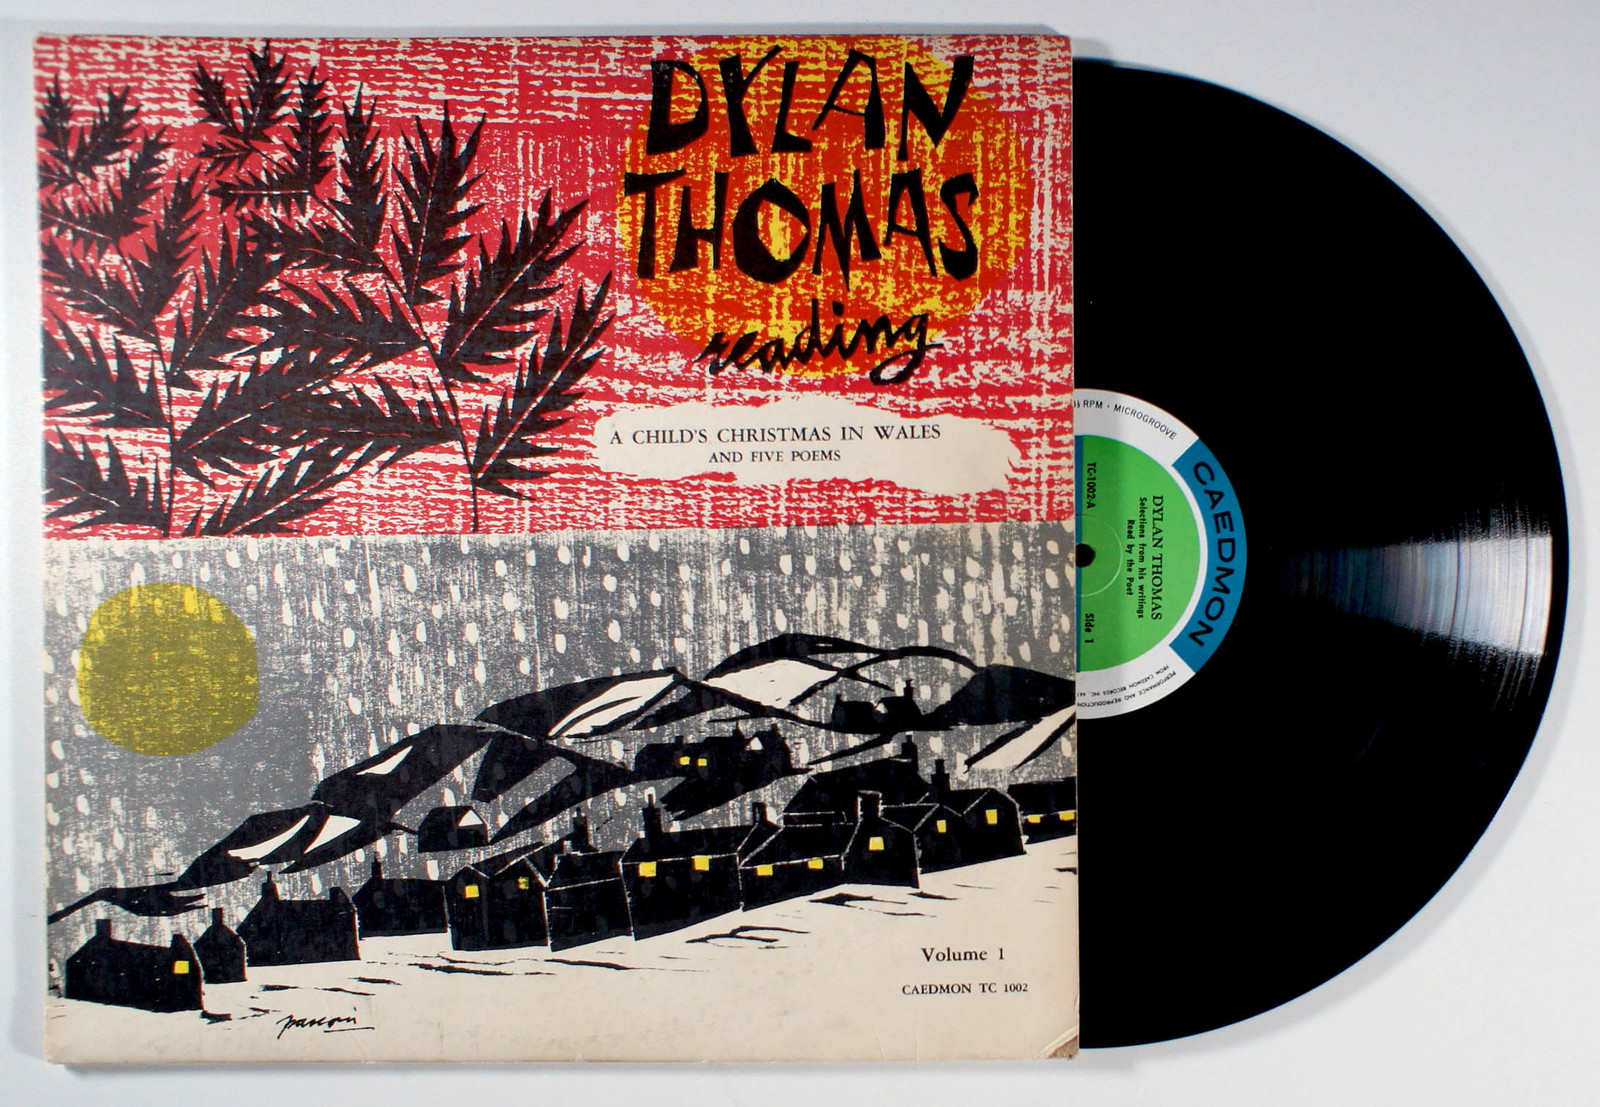 DYLAN
THOMAS
reading
A CHILD'S CHRISTMAS IN WALES
AND FIVE POEMS
Volume 1
CAEDMON TC 1002
RPM · MICROGROOVE
CAEDMON
TC-1002-A
DYLAN THOMAS
Selections from his writings
Read by the Poet
Side 1